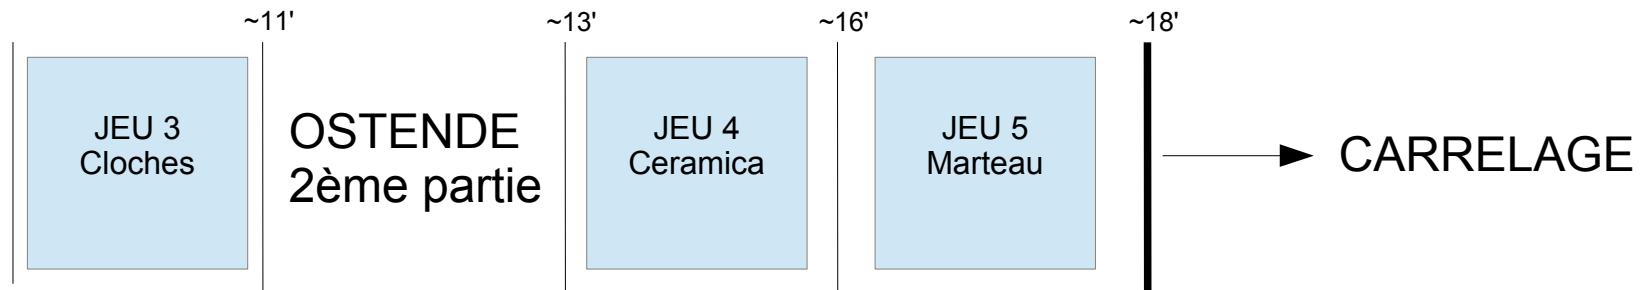 ~11'
~13'
~16'
~18'
JEU 3
Cloches
OSTENDE
2ème partie
JEU 4
Ceramica
JEU 5
Marteau
CARRELAGE